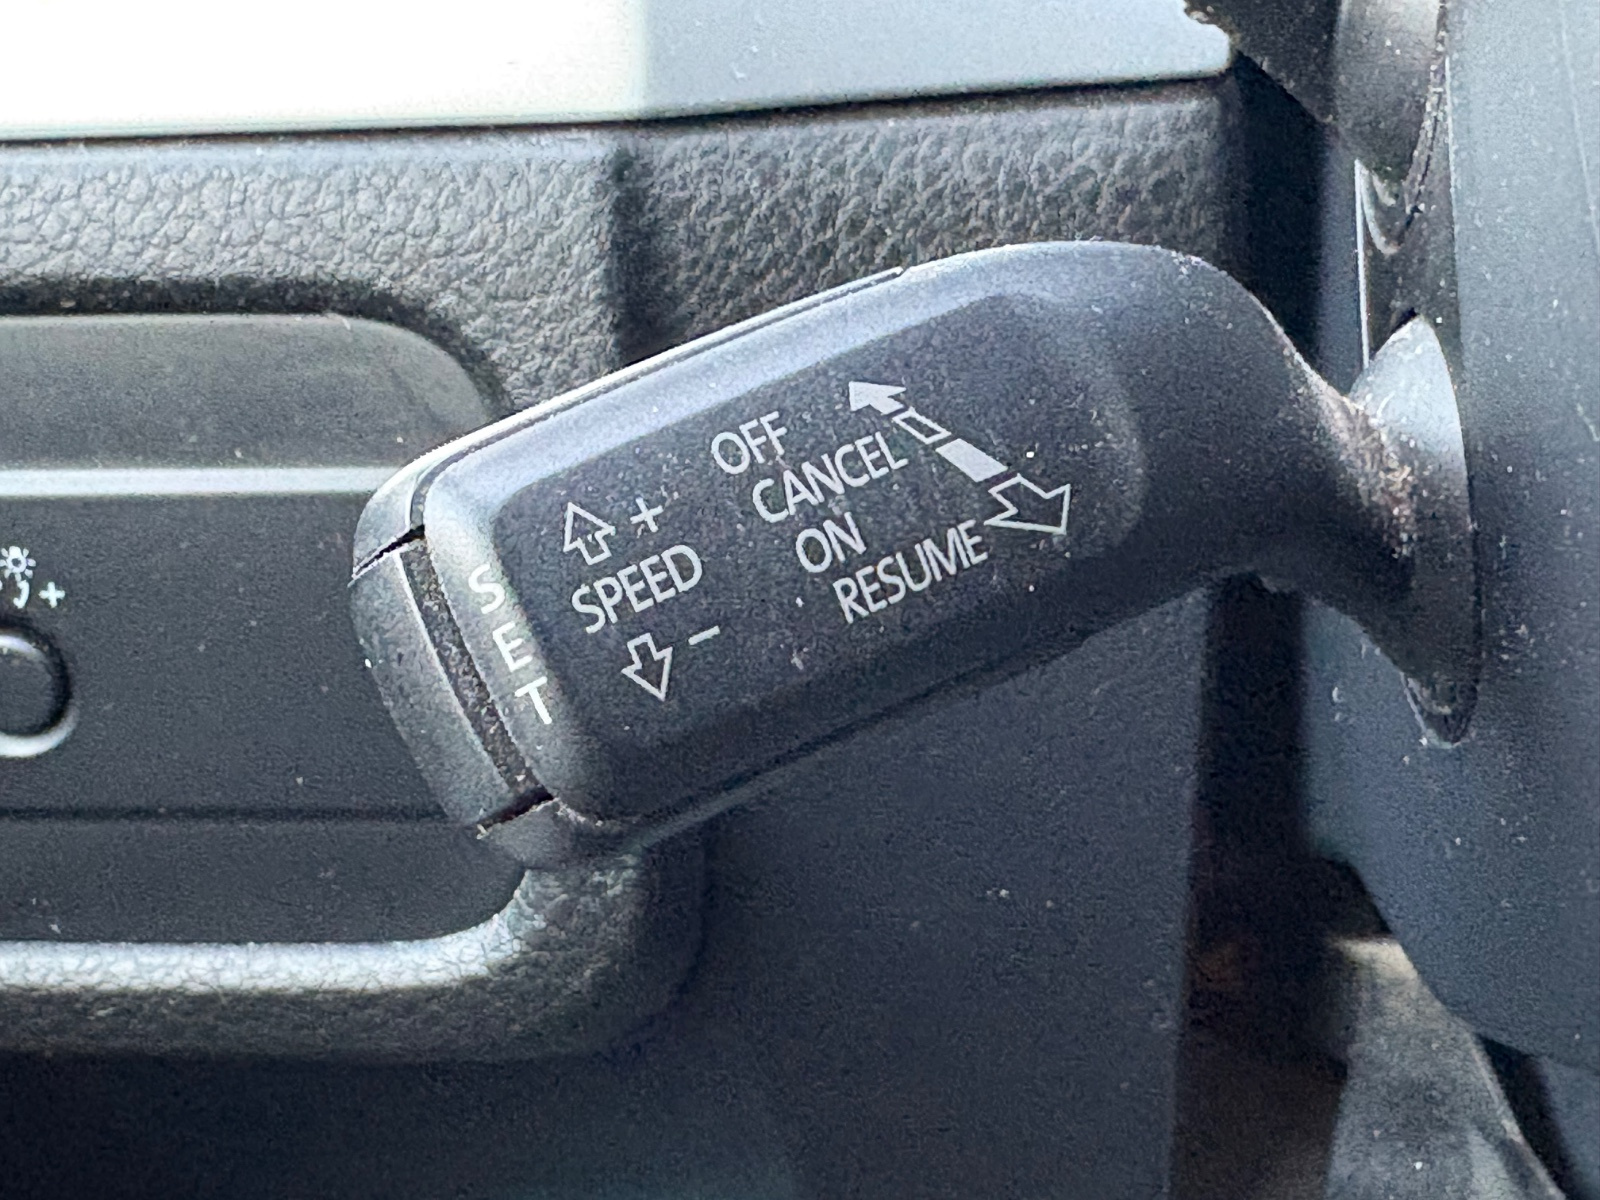 OFF
CANCEL
ON
RESUME
+
SPEED
−
SET
+